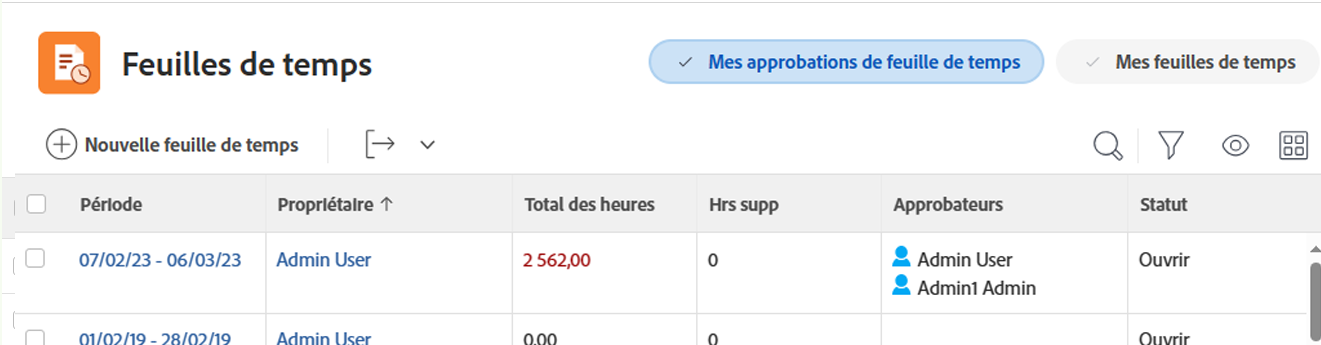 Feuilles de temps
Mes approbations de feuille de temps
Mes feuilles de temps
Nouvelle feuille de temps
Période Propriétaire Total des heures Hrs supp Approbateurs Statut
07/02/23 - 06/03/23 Admin User 2 562,00 0 Admin User Ouvrir
Admin1 Admin
01/02/19 - 28/02/19 Admin User 0,00 0 Ouvrir